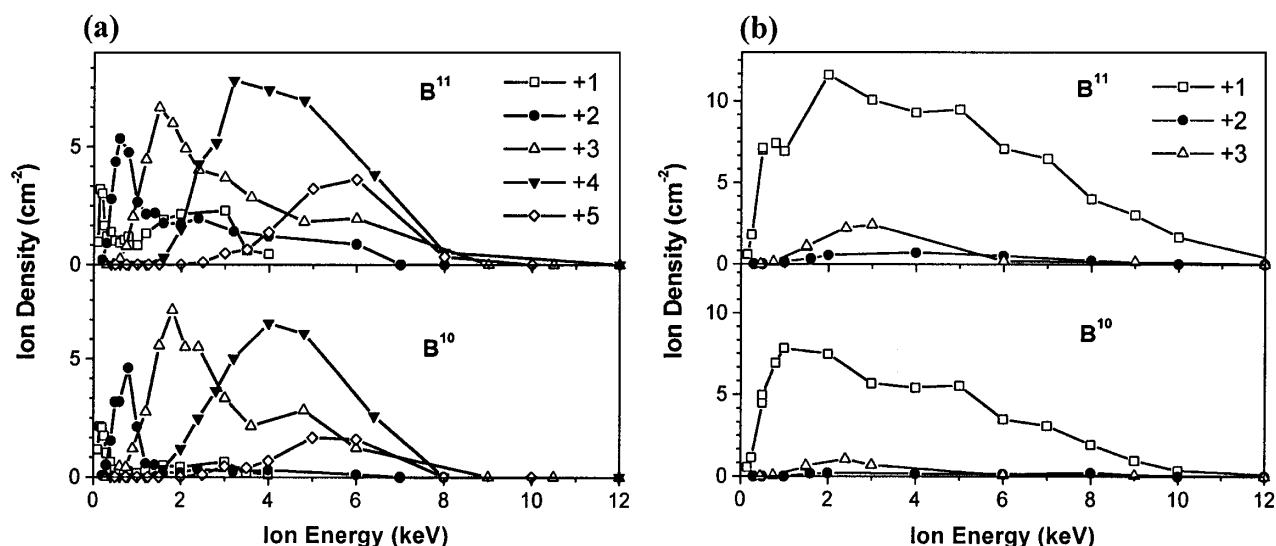 (a)
B¹¹
+1
+2
+3
+4
+5
5
0
Ion Density (cm⁻²)
B¹⁰
5
0
0 2 4 6 8 10 12
Ion Energy (keV)
(b)
B¹¹
+1
+2
+3
10
5
0
Ion Density (cm⁻²)
B¹⁰
10
5
0
0 2 4 6 8 10 12
Ion Energy (keV)